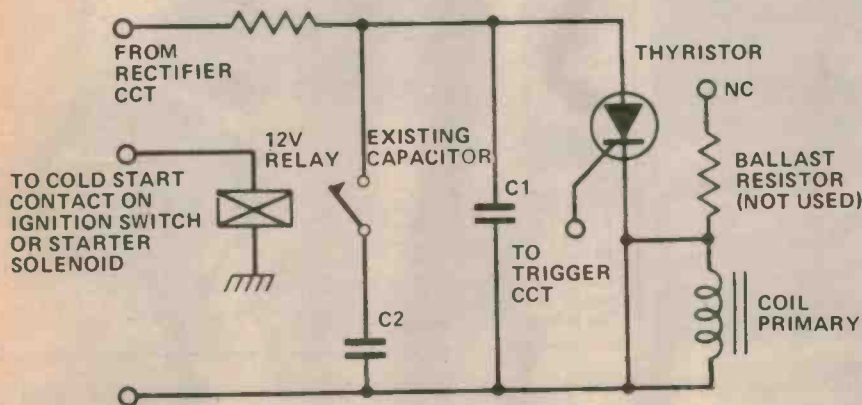 FROM
RECTIFIER
CCT
THYRISTOR
NC
12V
RELAY
EXISTING
CAPACITOR
BALLAST
RESISTOR
(NOT USED)
TO COLD START
CONTACT ON
IGNITION SWITCH
OR STARTER
SOLENOID
C1
TO
TRIGGER
CCT
C2
COIL
PRIMARY